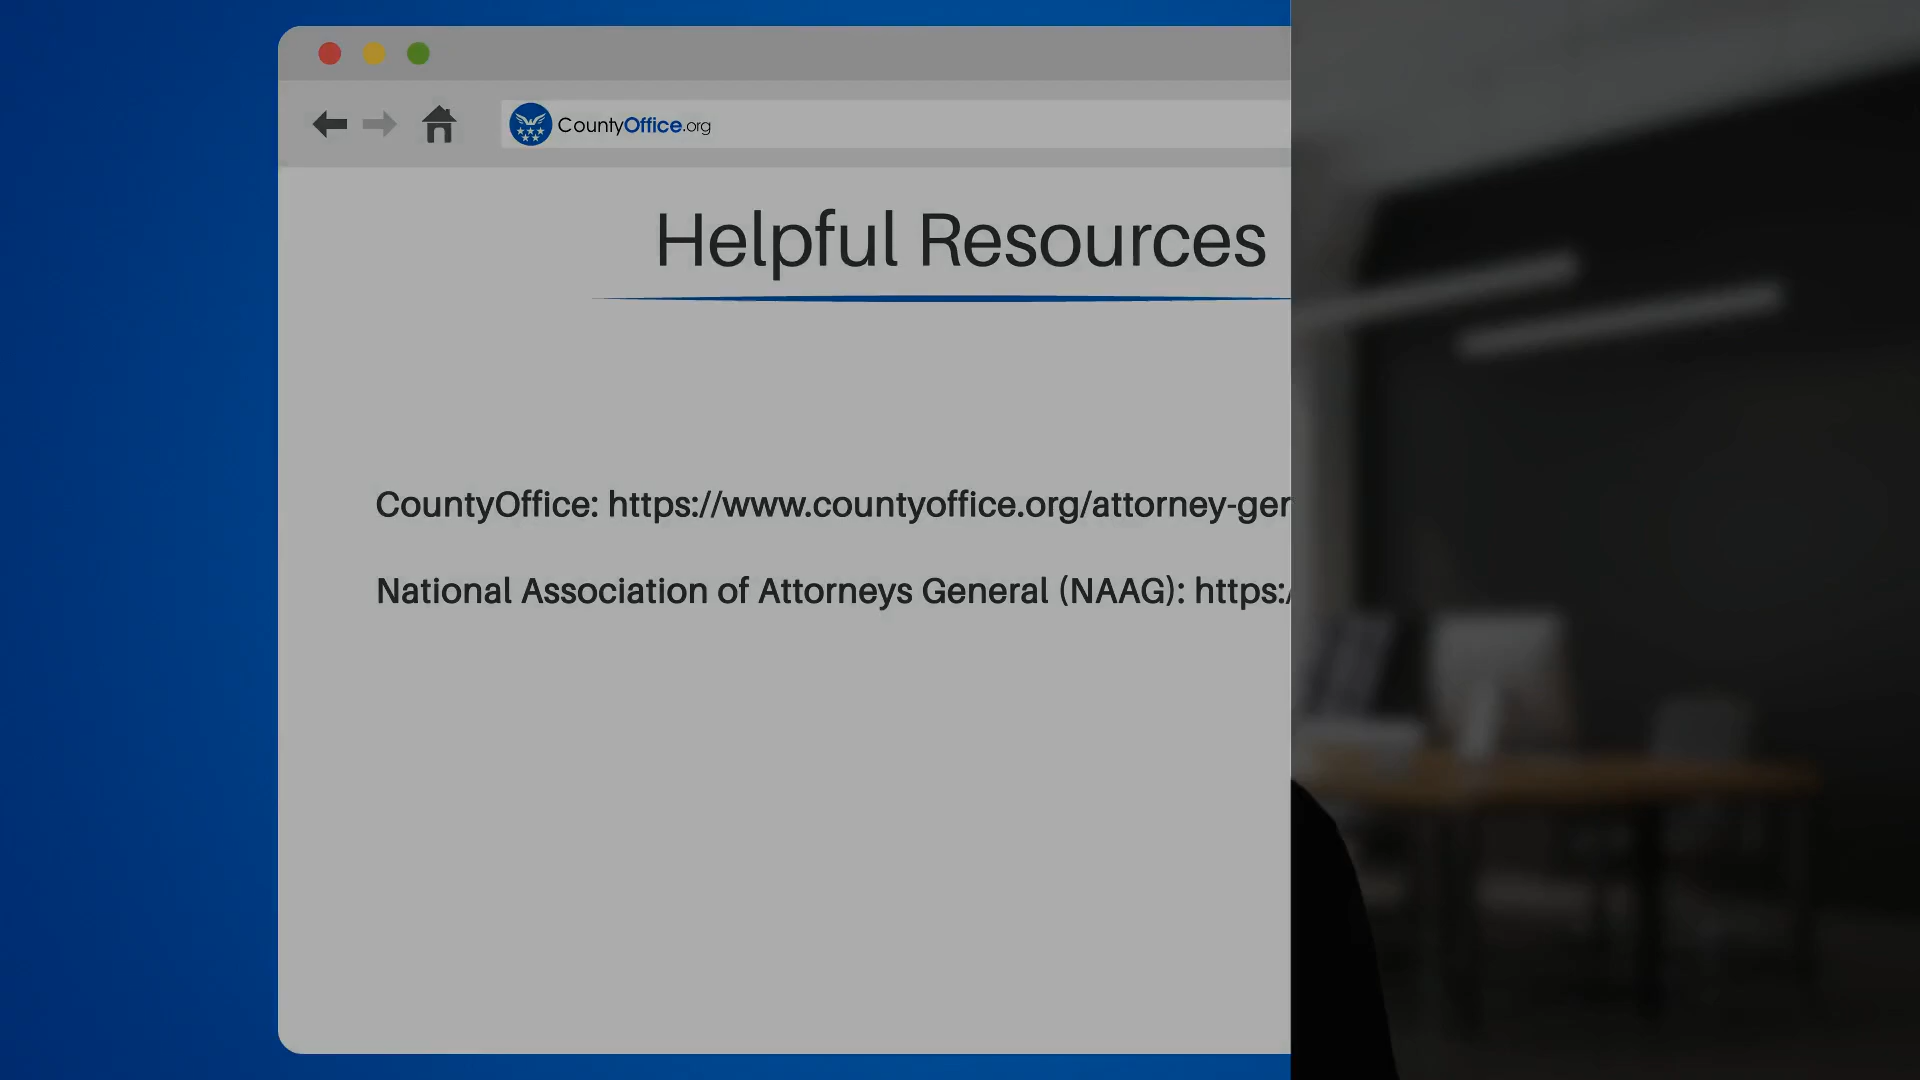 CountyOffice.org
Helpful Resources
CountyOffice: https://www.countyoffice.org/attorney-ger
National Association of Attorneys General (NAAG): https:/